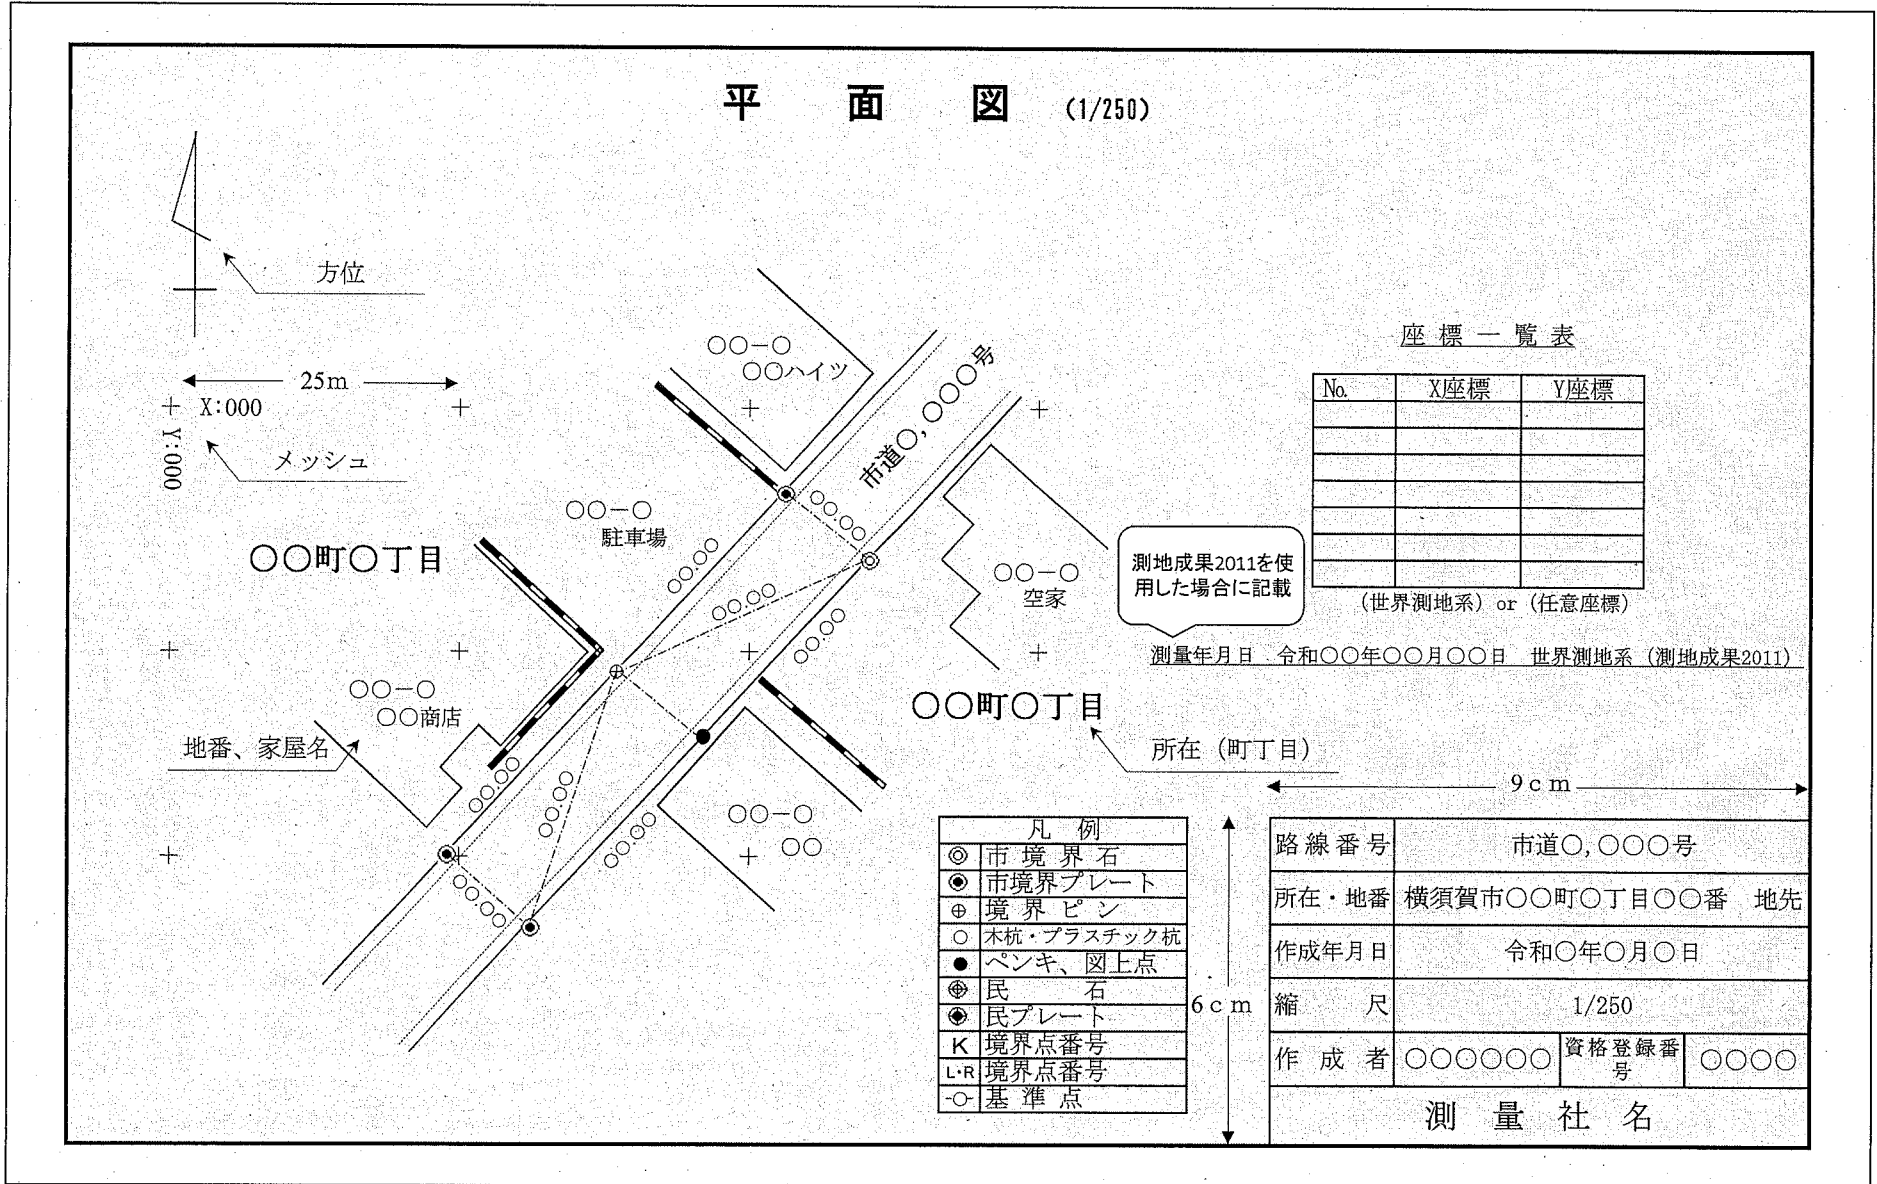 平 面 図 (1/250)
方位
25m
X:000
Y:000
メッシュ
○○－○
○○ハイツ
市道○,○○○号
○○－○
駐車場
○○.○○
○○町○丁目
○○.○○
○○.○○
○○－○
空家
○○.○○
○○－○
○○商店
地番、家屋名
○○町○丁目
所在（町丁目）
○○.○○
○○.○○
○○.○○
○○.○○
○○－○
○○
座 標 一 覧 表
No. X座標 Y座標
(世界測地系) or (任意座標)
測地成果2011を使
用した場合に記載
測量年月日 令和○○年○○月○○日 世界測地系 (測地成果2011)
9cm
6cm
凡 例
◎ 市 境 界 石
市境界プレート
境 界 ピ ン
○ 木杭・プラスチック杭
● ペンキ、図上点
民 石
民プレート
K 境界点番号
L・R 境界点番号
-○- 基 準 点
路線番号 市道○,○○○号
所在・地番 横須賀市○○町○丁目○○番 地先
作成年月日 令和○年○月○日
縮 尺 1/250
作 成 者 ○○○○○○ 資格登録番号 ○○○○
測 量 社 名